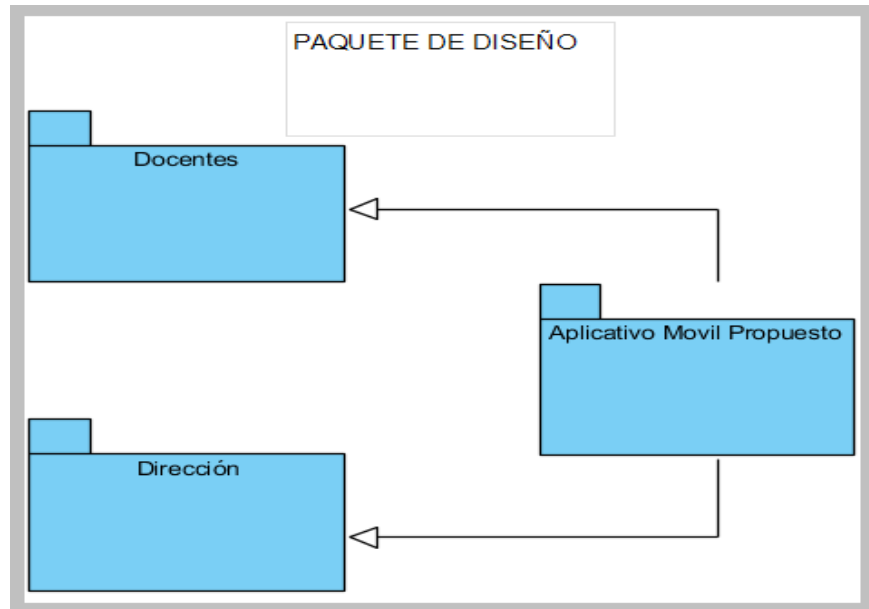 PAQUETE DE DISEÑO
Docentes
Aplicativo Movil Propuesto
Dirección